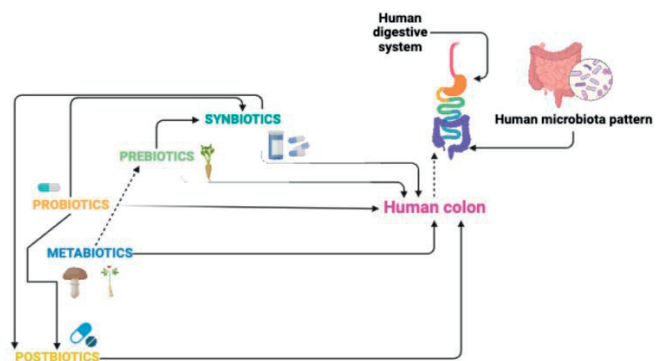 Human
digestive
system
Human microbiota pattern
SYNBIOTICS
PREBIOTICS
PROBIOTICS
Human colon
METABIOTICS
POSTBIOTICS